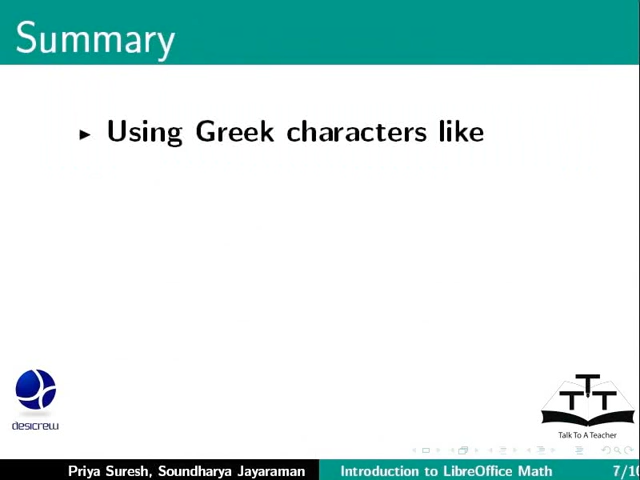 Summary
Using Greek characters like
desicrew
TTT
Talk To A Teacher
Priya Suresh, Soundharya Jayaraman Introduction to LibreOffice Math 7/10